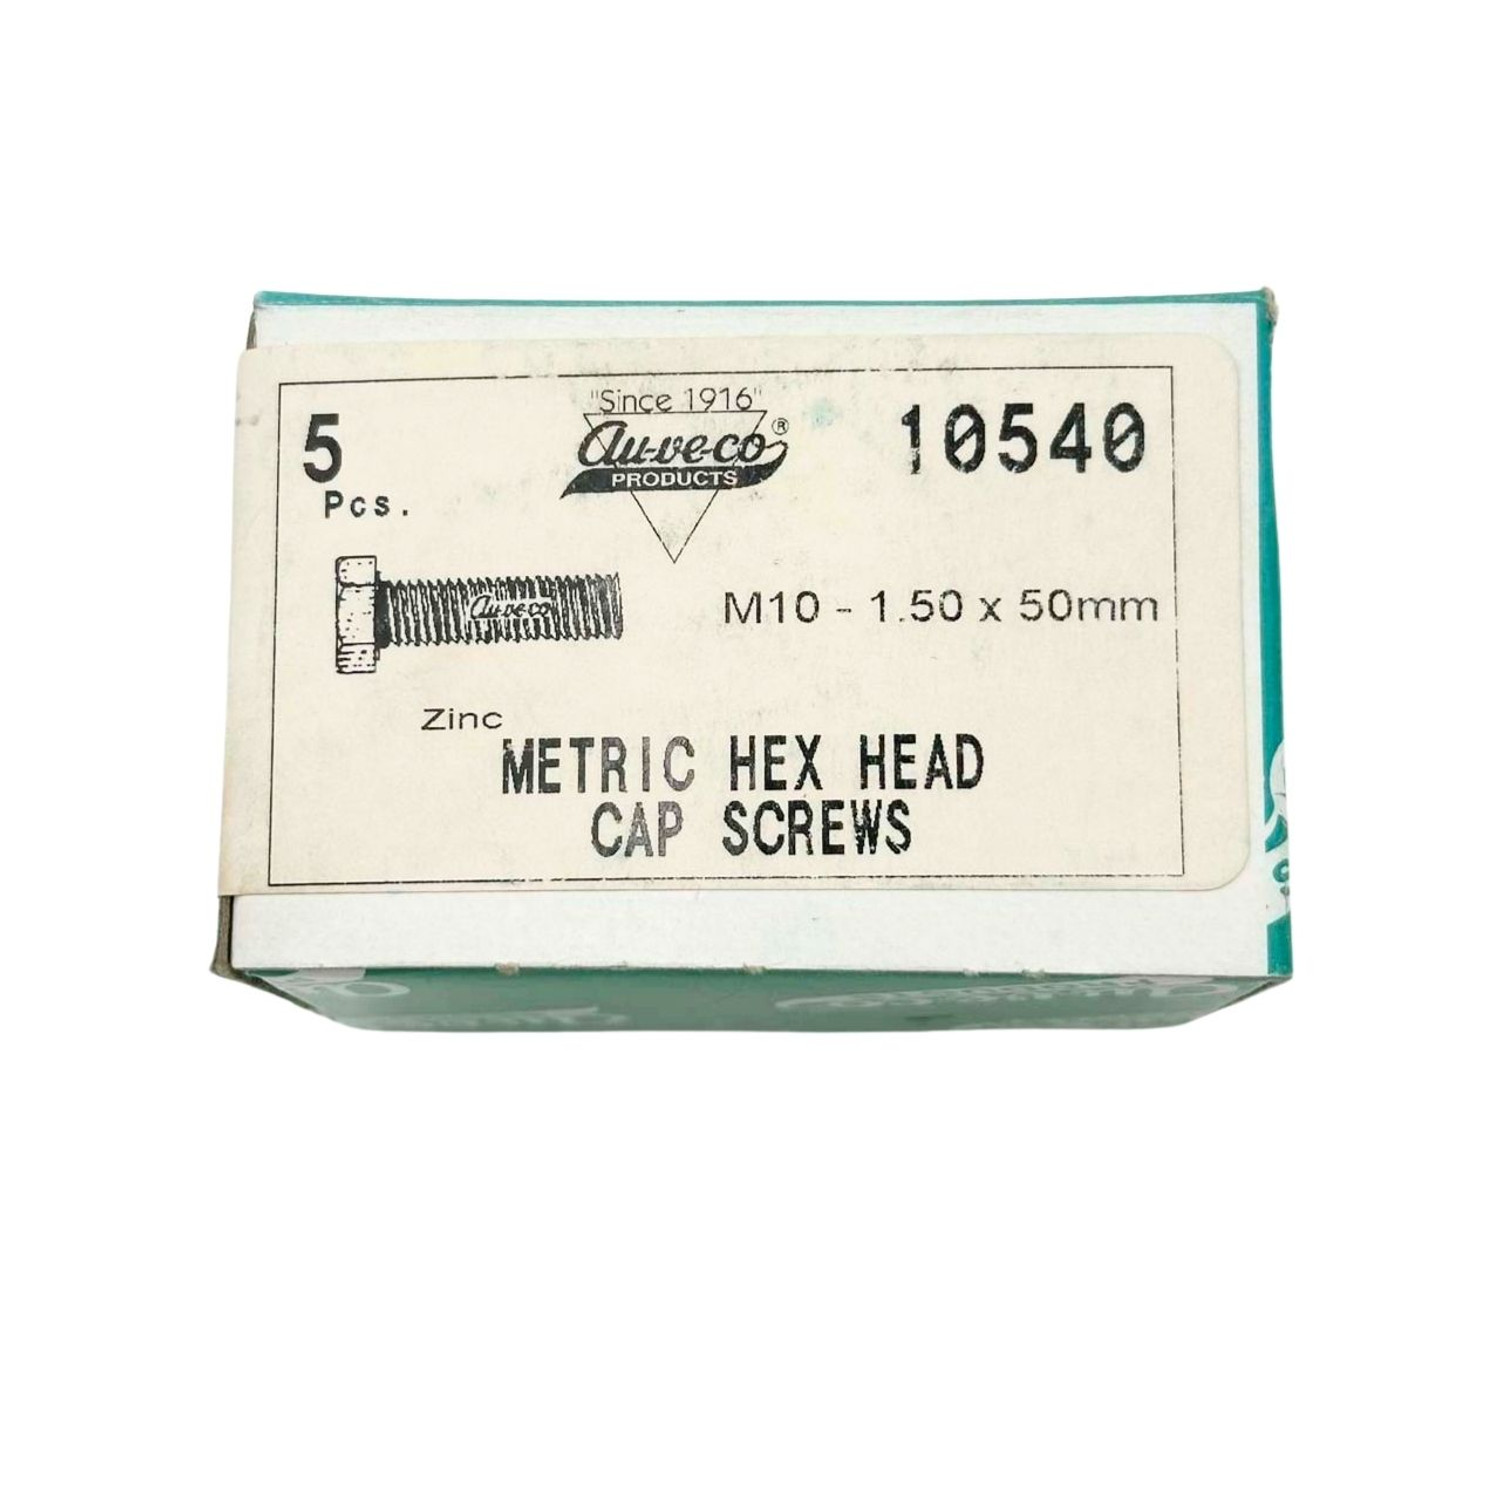 "Since 1916"
5
Au-ve-co®
10540
PRODUCTS
Pcs.
Au-ve-co
M10 - 1.50 x 50mm
Zinc
METRIC HEX HEAD
CAP SCREWS